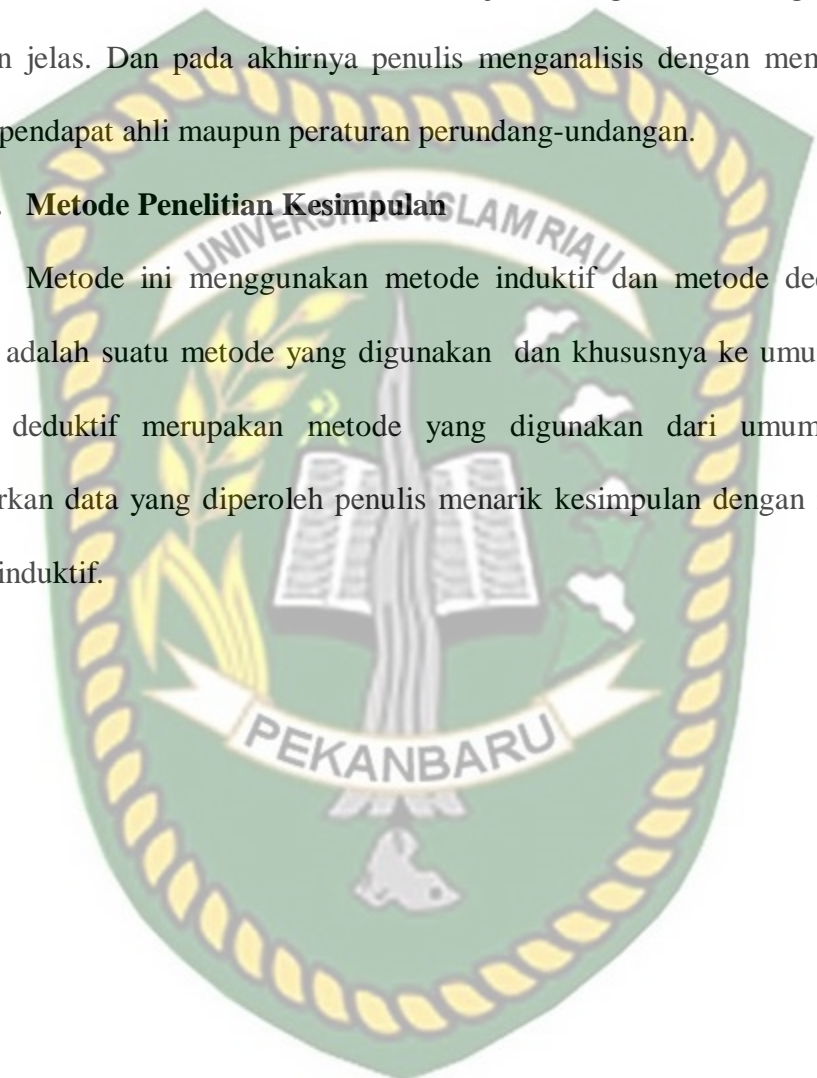 n jelas. Dan pada akhirnya penulis menganalisis dengan men
pendapat ahli maupun peraturan perundang-undangan.
Metode Penelitian Kesimpulan
UNIVERSITAS ISLAM RIAU
Metode ini menggunakan metode induktif dan metode ded
adalah suatu metode yang digunakan dan khususnya ke umu
deduktif merupakan metode yang digunakan dari umum
rkan data yang diperoleh penulis menarik kesimpulan dengan
induktif.
PEKANBARU